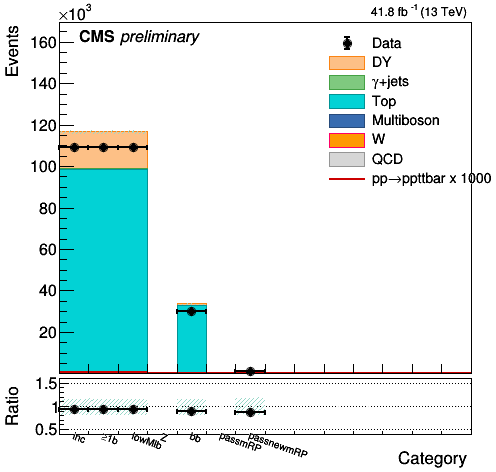 ×10³
41.8 fb⁻¹ (13 TeV)
CMS preliminary
Events
160
140
120
100
80
60
40
20
Data
DY
γ+jets
Top
Multiboson
W
QCD
pp→ppttbar x 1000
Ratio
1.5
1
0.5
inc
≥1b
lowMlb
Z
bb
passmRP
passnewmRP
Category